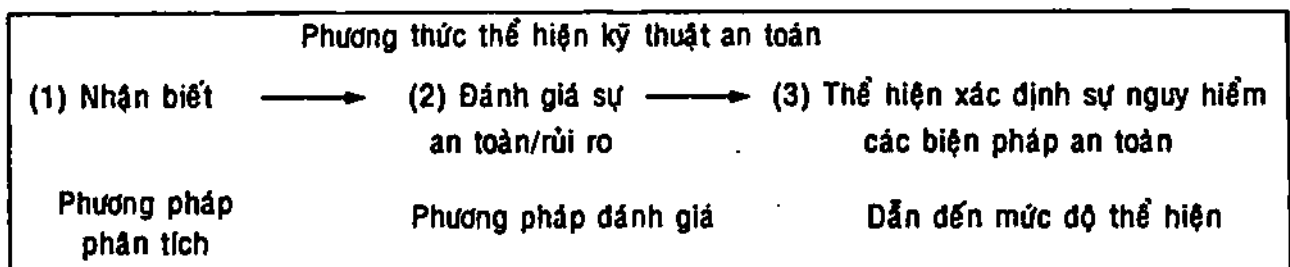 Phương thức thể hiện kỹ thuật an toán
(1) Nhận biết ⟶ (2) Đánh giá sự ⟶ (3) Thể hiện xác định sự nguy hiểm
an toàn/rủi ro các biện pháp an toàn
Phương pháp Phương pháp đánh giá Dẫn đến mức độ thể hiện
phân tích